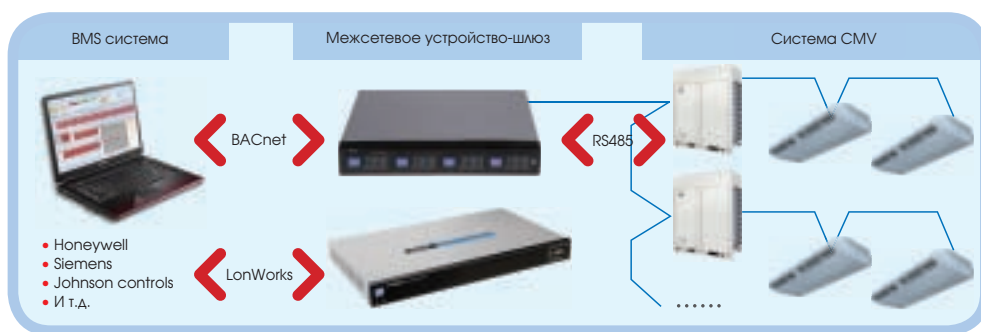 BMS система
Межсетевое устройство-шлюз
Система CMV
BACnet
RS485
LonWorks
• Honeywell
• Siemens
• Johnson controls
• И т.д.
......